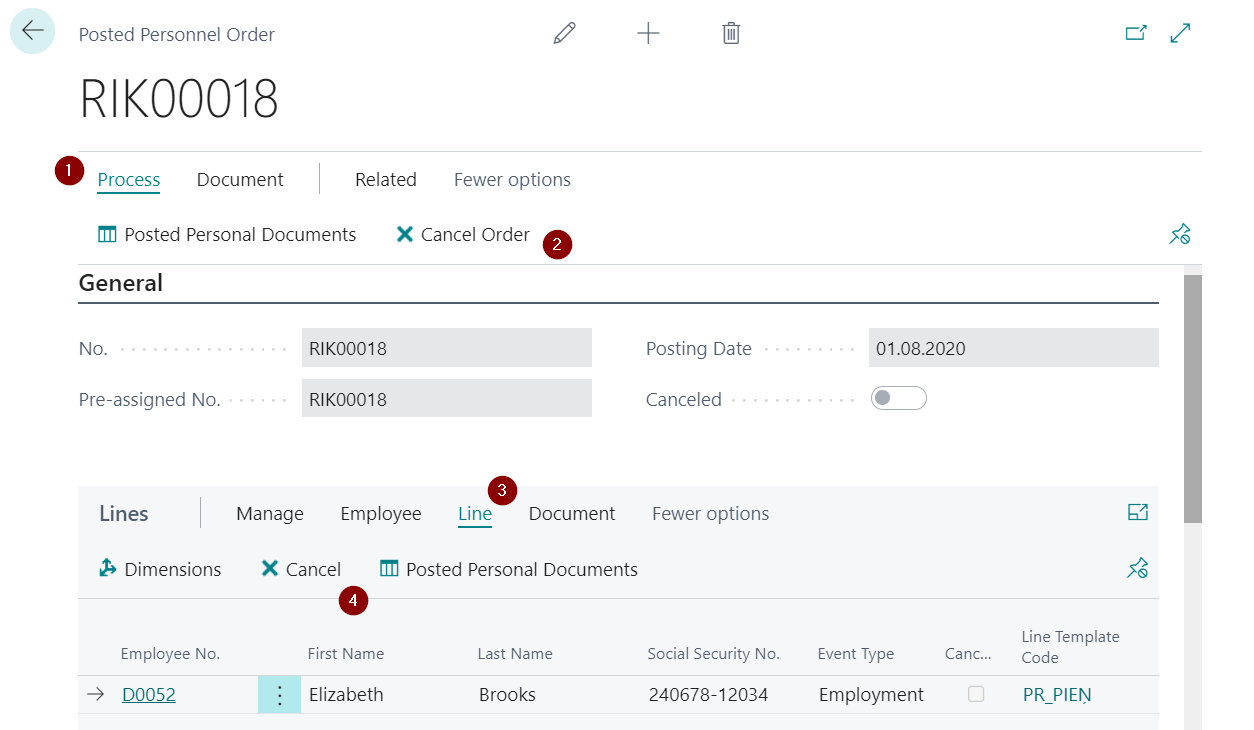 Posted Personnel Order
RIK00018
1
Process Document Related Fewer options
Posted Personal Documents Cancel Order
2
General
No. RIK00018 Posting Date 01.08.2020
Pre-assigned No. RIK00018 Canceled
3
Lines Manage Employee Line Document Fewer options
Dimensions Cancel Posted Personal Documents
4
Employee No. First Name Last Name Social Security No. Event Type Canc... Line Template Code
D0052 Elizabeth Brooks 240678-12034 Employment PR_PIEŅ